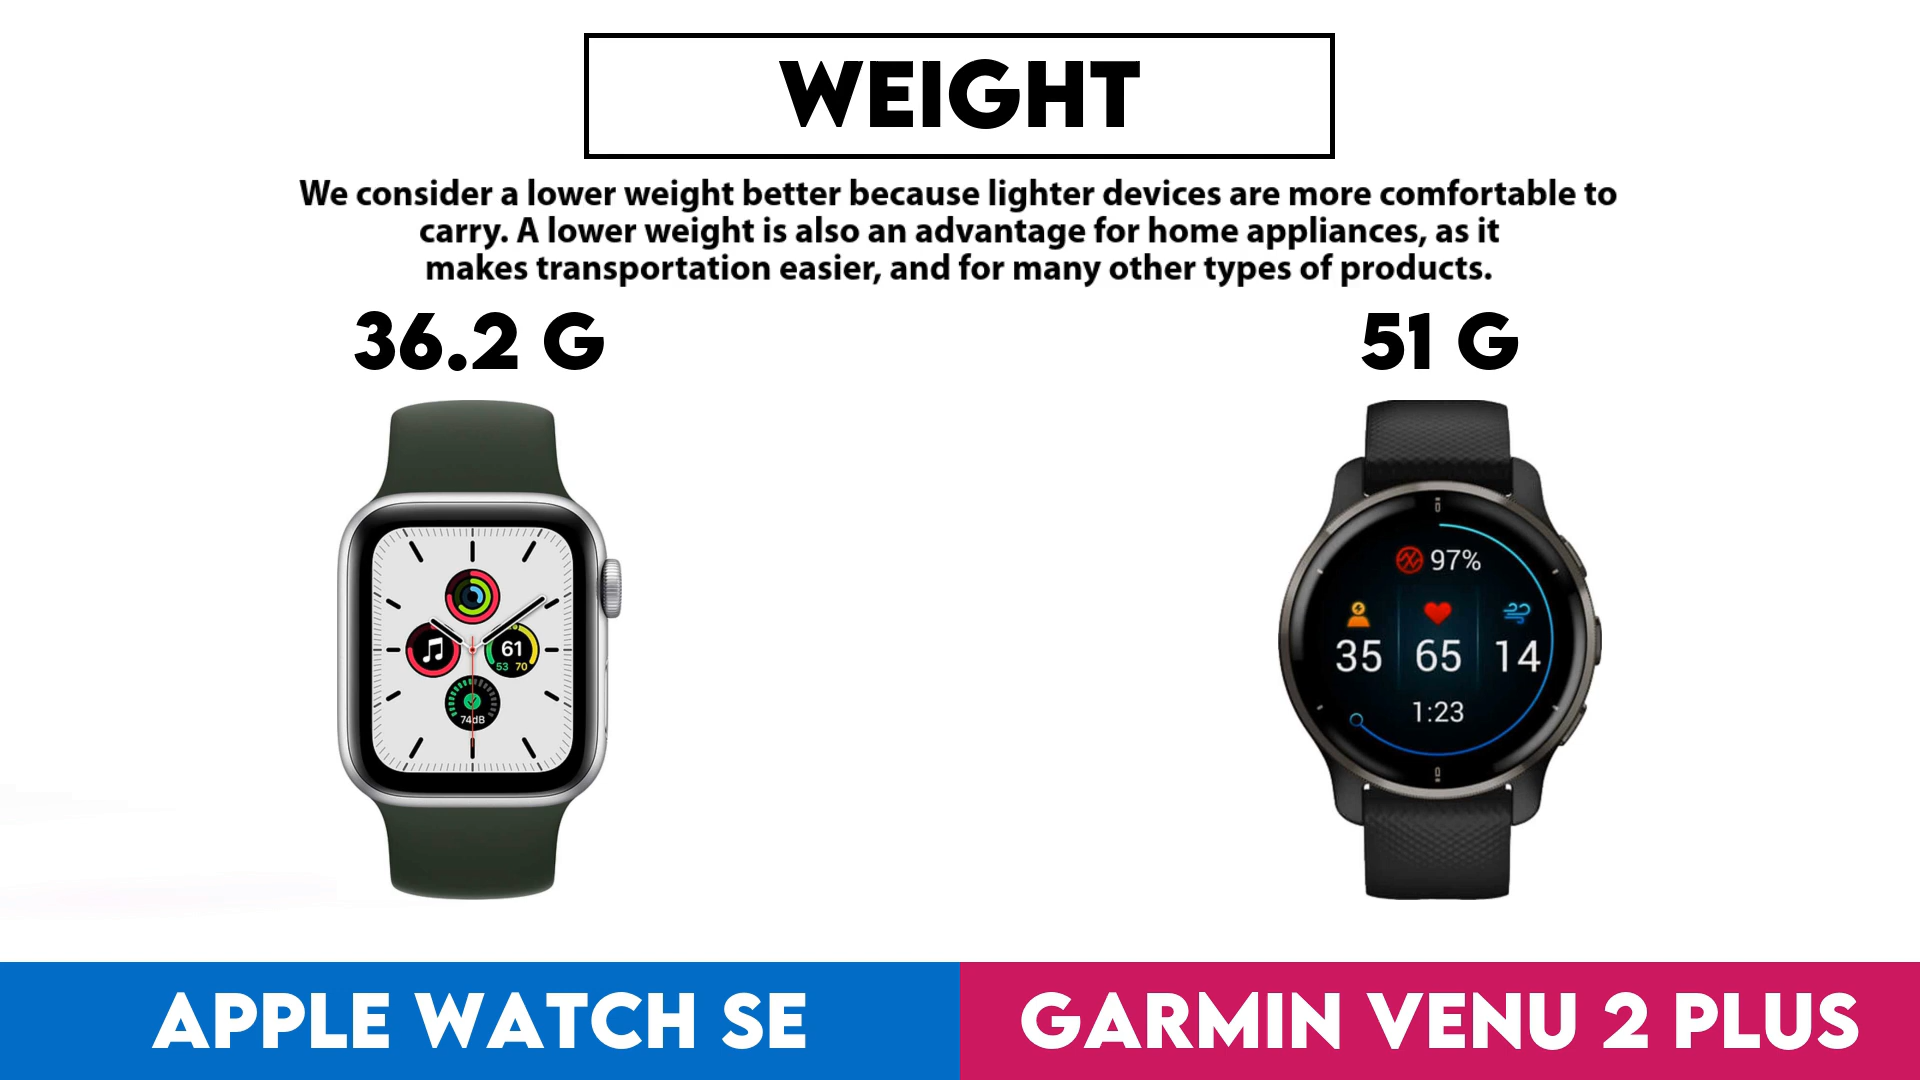 WEIGHT
We consider a lower weight better because lighter devices are more comfortable to
carry. A lower weight is also an advantage for home appliances, as it
makes transportation easier, and for many other types of products.
36.2 G
51 G
61
53 70
74dB
97%
35 65 14
1:23
APPLE WATCH SE
GARMIN VENU 2 PLUS